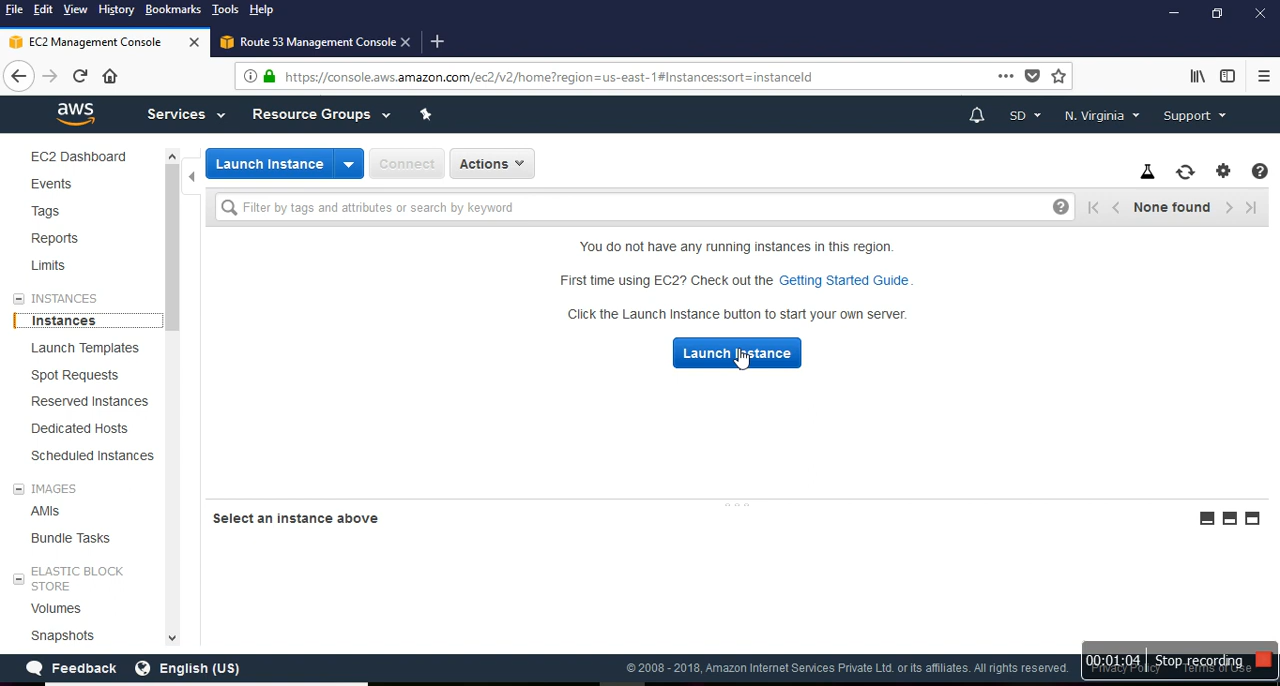 File Edit View History Bookmarks Tools Help
EC2 Management Console
Route 53 Management Console
https://console.aws.amazon.com/ec2/v2/home?region=us-east-1#Instances:sort=instanceId
aws
Services
Resource Groups
SD
N. Virginia
Support
EC2 Dashboard
Events
Tags
Reports
Limits
INSTANCES
Instances
Launch Templates
Spot Requests
Reserved Instances
Dedicated Hosts
Scheduled Instances
IMAGES
AMIs
Bundle Tasks
ELASTIC BLOCK
STORE
Volumes
Snapshots
Launch Instance
Connect
Actions
Filter by tags and attributes or search by keyword
None found
You do not have any running instances in this region.
First time using EC2? Check out the Getting Started Guide.
Click the Launch Instance button to start your own server.
Launch Instance
Select an instance above
Feedback
English (US)
© 2008 - 2018, Amazon Internet Services Private Ltd. or its affiliates. All rights reserved.
Privacy Policy
Terms of Use
00:01:04
Stop recording